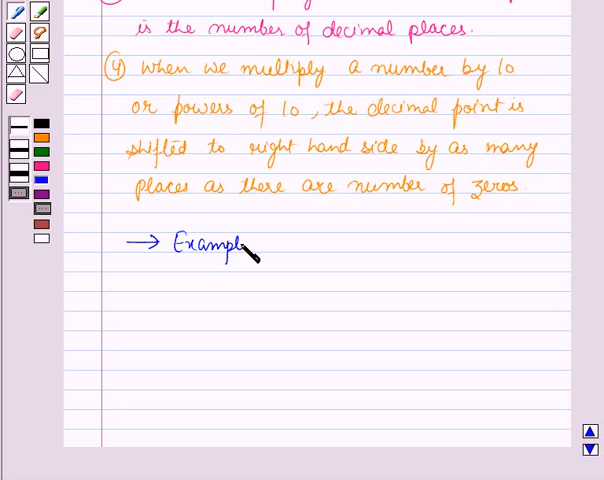 is the number of decimal places.
④ When we multiply a number by 10
or powers of 10, the decimal point is
shifted to right hand side by as many
places as there are number of zeros.
→ Exampl